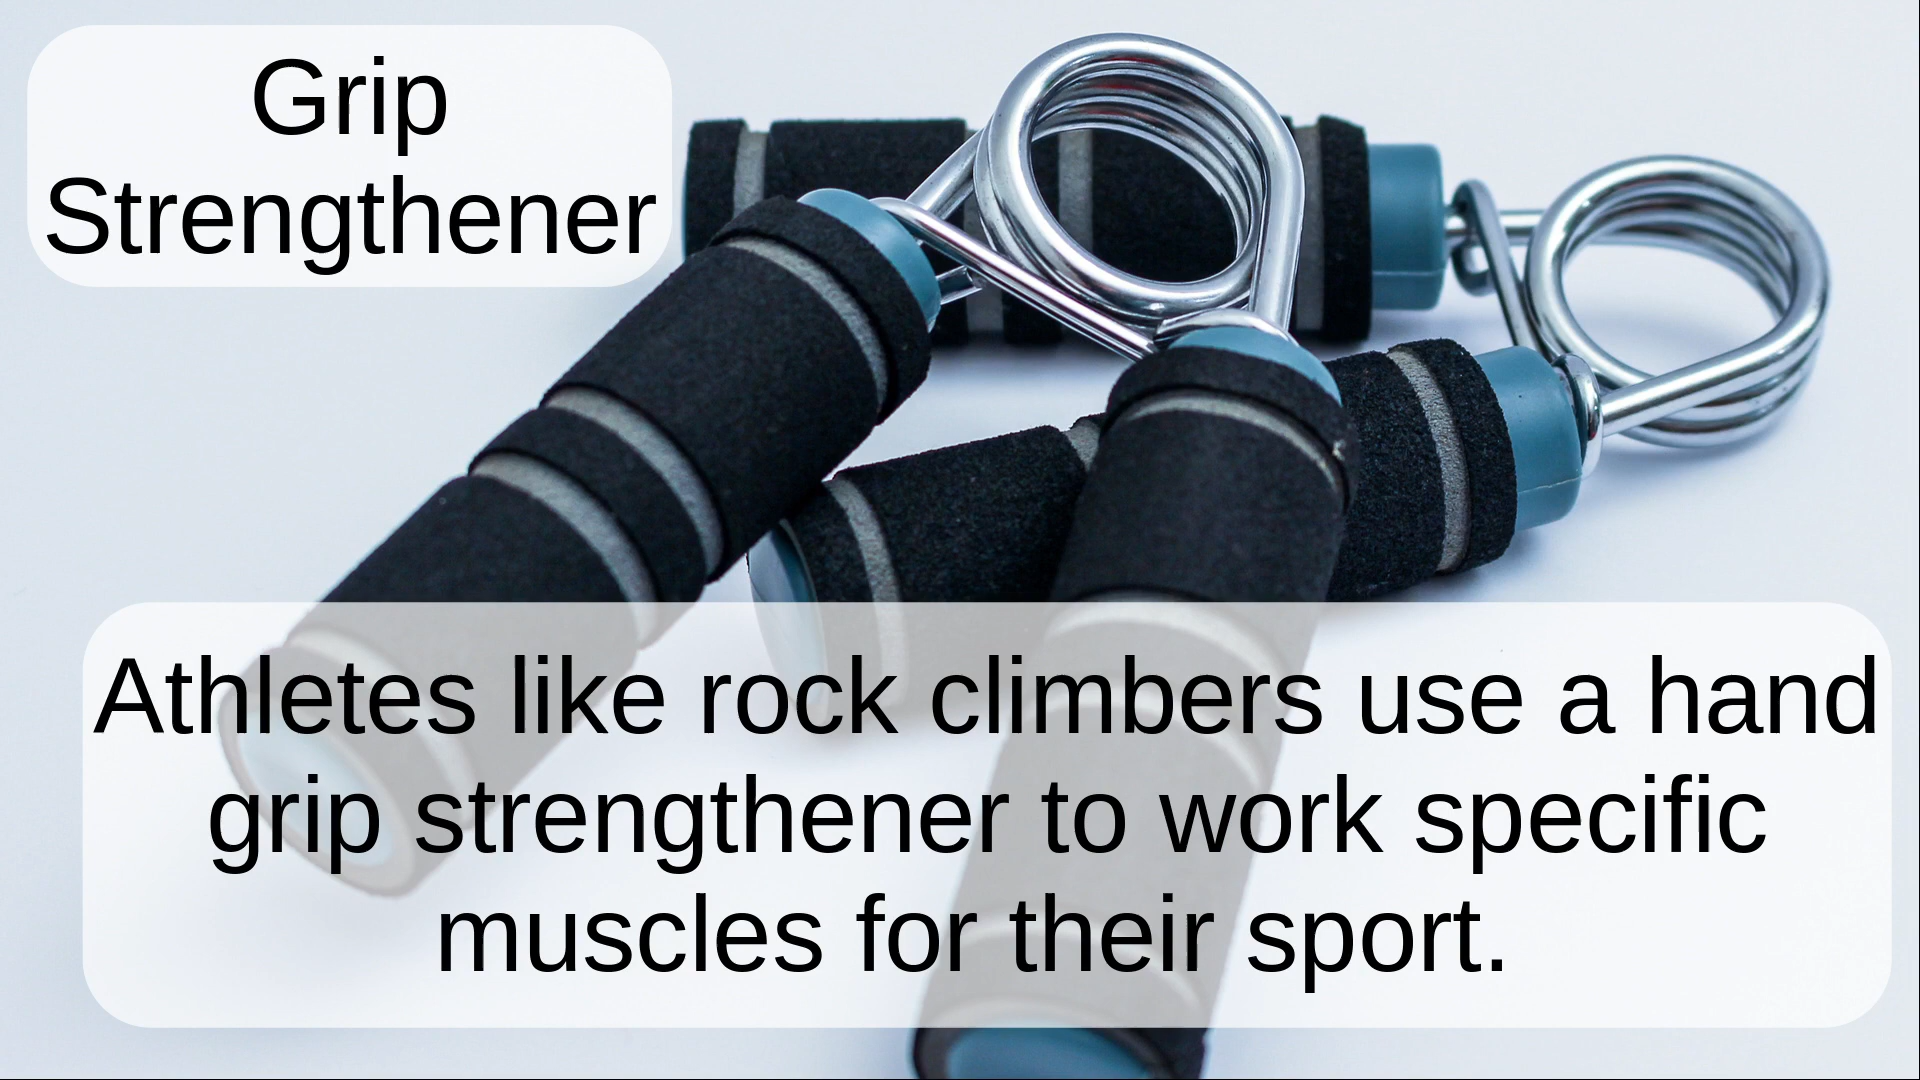 Grip
Strengthener
Athletes like rock climbers use a hand
grip strengthener to work specific
muscles for their sport.